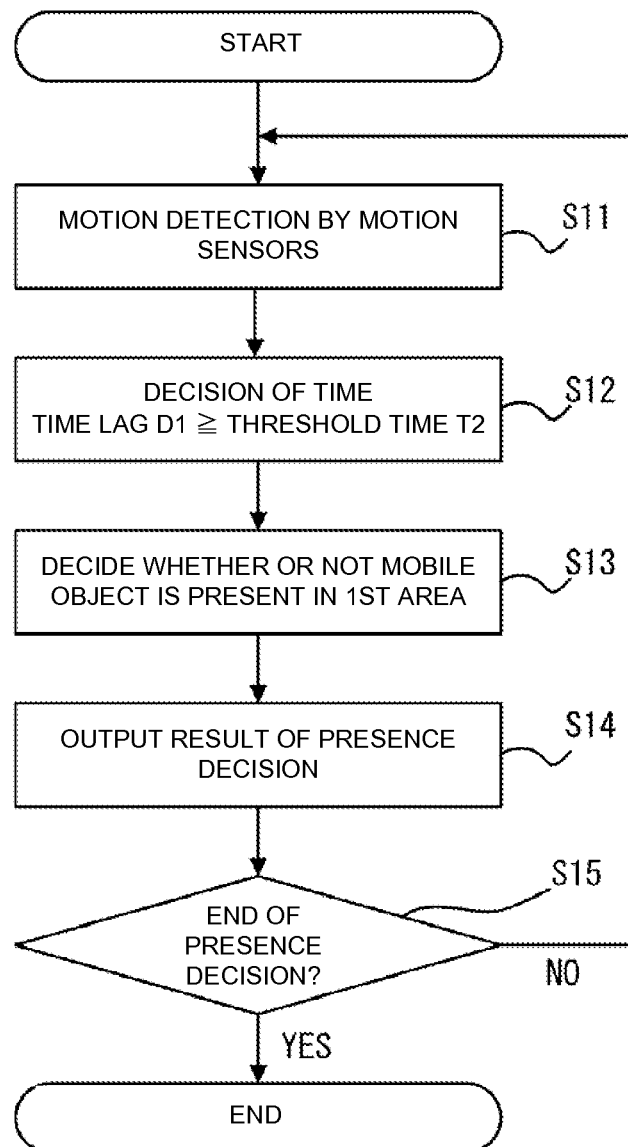 START
MOTION DETECTION BY MOTION
SENSORS
S11
DECISION OF TIME
TIME LAG D1 ≧ THRESHOLD TIME T2
S12
DECIDE WHETHER OR NOT MOBILE
OBJECT IS PRESENT IN 1ST AREA
S13
OUTPUT RESULT OF PRESENCE
DECISION
S14
S15
END OF
PRESENCE
DECISION?
NO
YES
END